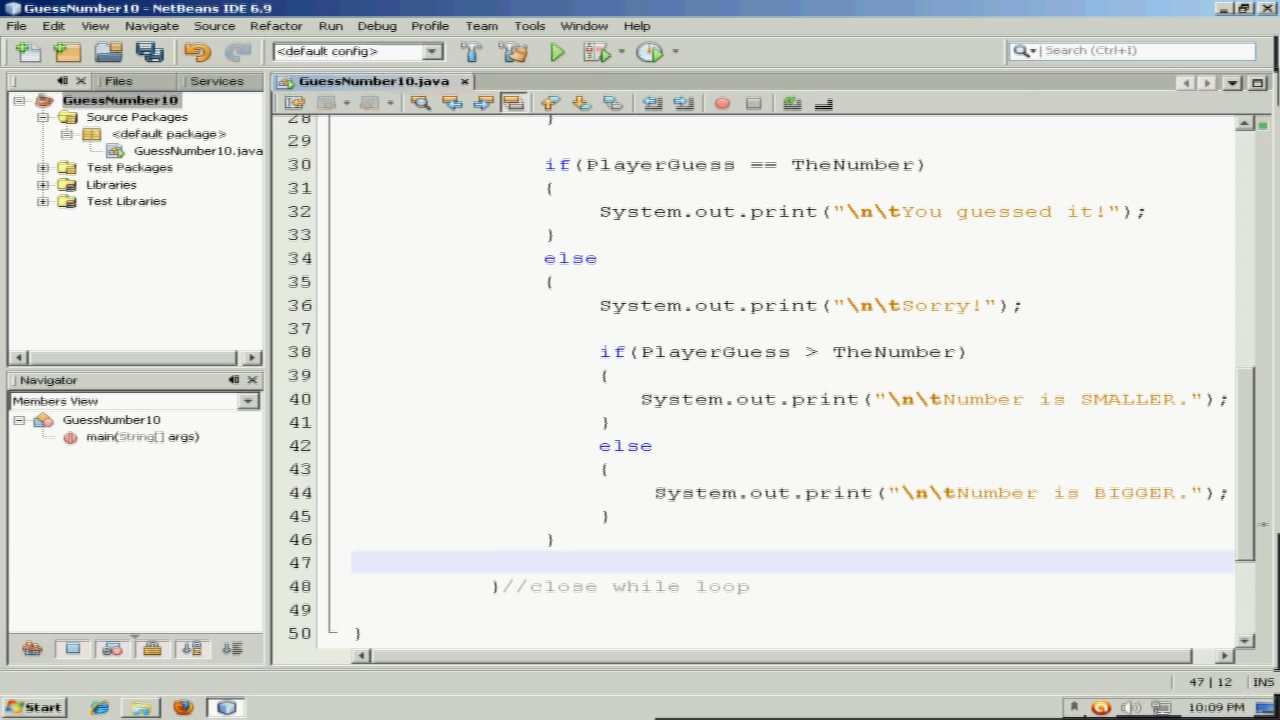 GuessNumber10 - NetBeans IDE 6.9
File Edit View Navigate Source Refactor Run Debug Profile Team Tools Window Help
<default config>
Search (Ctrl+I)
Files
Services
GuessNumber10.java
GuessNumber10
Source Packages
<default package>
GuessNumber10.java
Test Packages
Libraries
Test Libraries
Navigator
Members View
GuessNumber10
main(String[] args)
28 }
29
30 if(PlayerGuess == TheNumber)
31 {
32 System.out.print("\n\tYou guessed it!");
33 }
34 else
35 {
36 System.out.print("\n\tSorry!");
37
38 if(PlayerGuess > TheNumber)
39 {
40 System.out.print("\n\tNumber is SMALLER.");
41 }
42 else
43 {
44 System.out.print("\n\tNumber is BIGGER.");
45 }
46 }
47
48 }//close while loop
49
50 }
47 | 12 INS
Start
10:09 PM